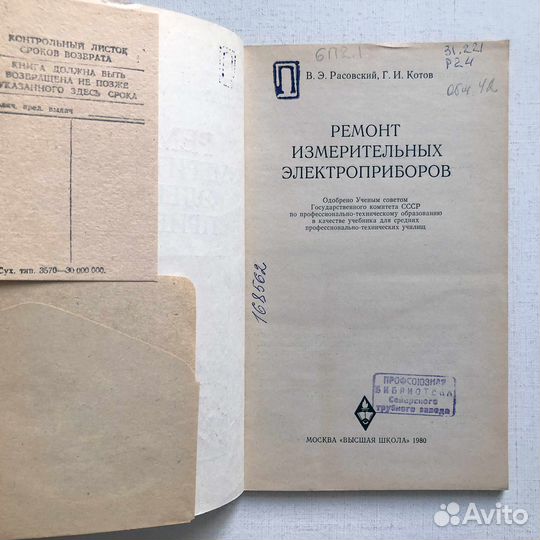 КОНТРОЛЬНЫЙ ЛИСТОК
СРОКОВ ВОЗВРАТА
КНИГА ДОЛЖНА БЫТЬ
ВОЗВРАЩЕНА НЕ ПОЗЖЕ
УКАЗАННОГО ЗДЕСЬ СРОКА
пред. выдач
Сух. тип. 3570—30 000 000.
168562
6П2.1.
31.221
Р24
П
В. Э. Расовский, Г. И. Котов
РЕМОНТ
ИЗМЕРИТЕЛЬНЫХ
ЭЛЕКТРОПРИБОРОВ
Одобрено Ученым советом
Государственного комитета СССР
по профессионально-техническому образованию
в качестве учебника для средних
профессионально-технических училищ
ПРОФСОЮЗНАЯ
БИБЛИОТЕКА
Северского
трубного завода
МОСКВА «ВЫСШАЯ ШКОЛА» 1980
Avito